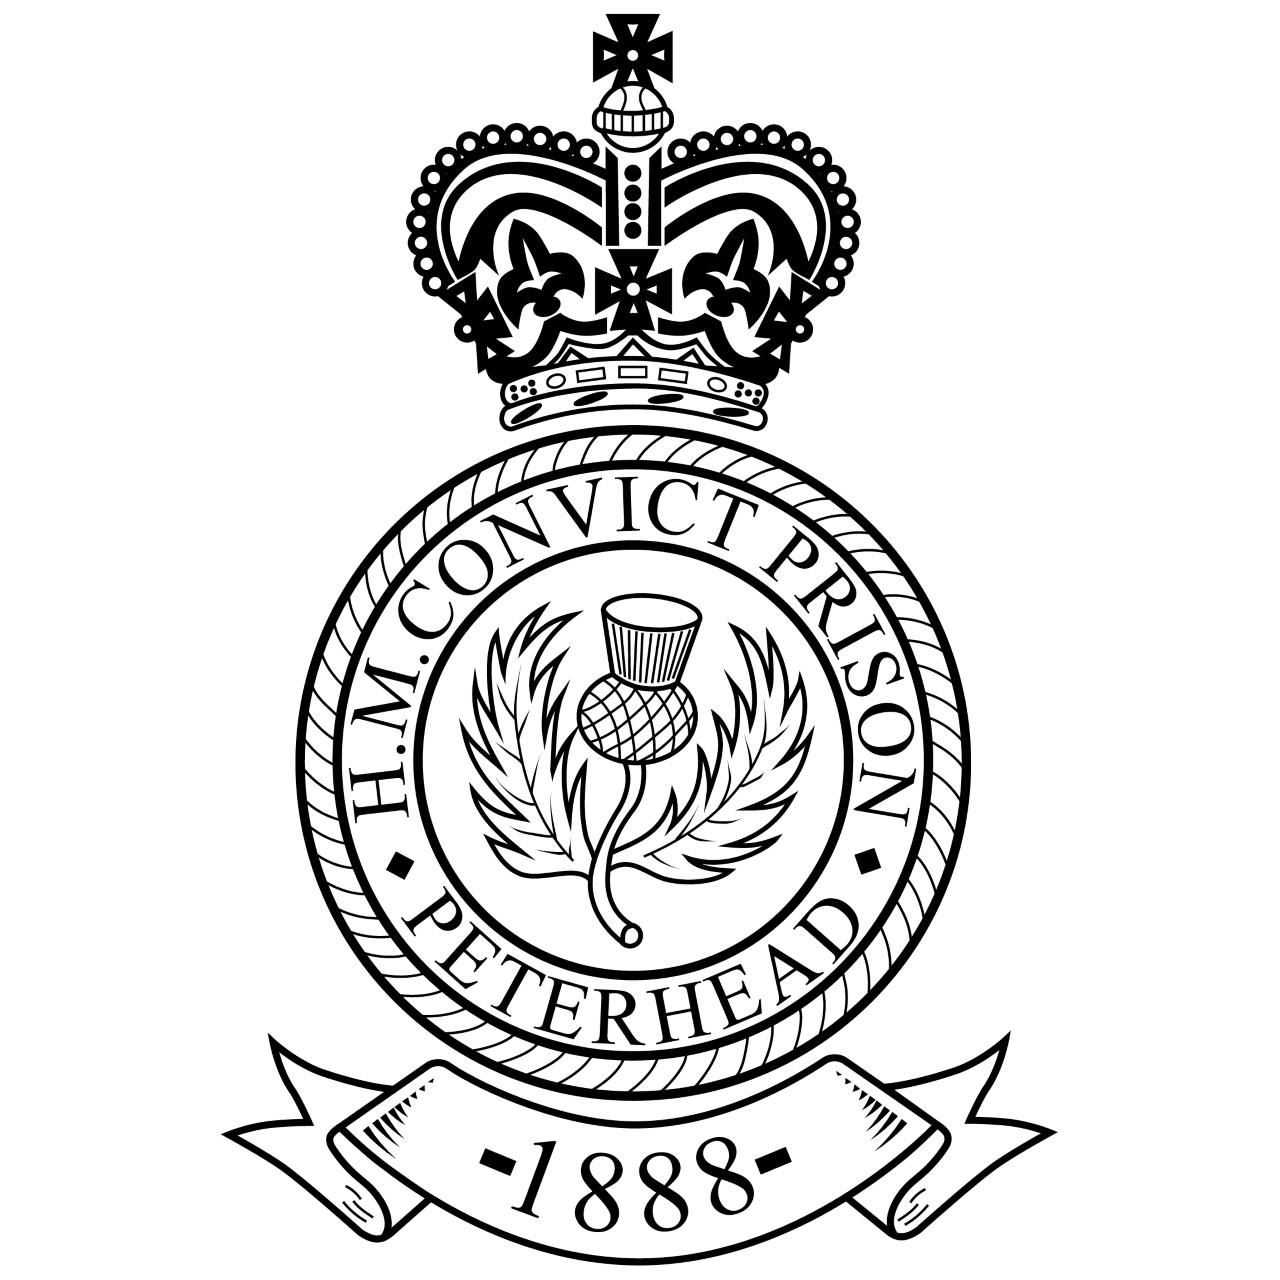 H.M. CONVICT PRISON
PETERHEAD
-1888-